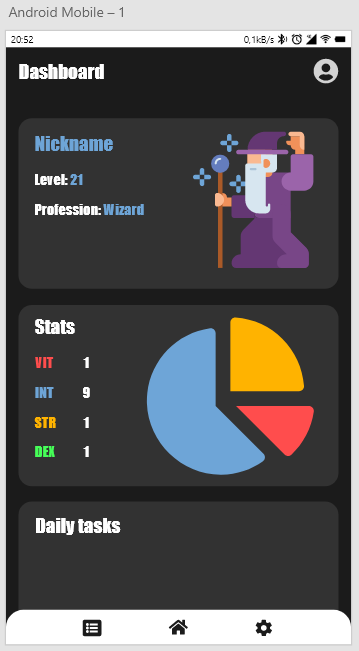 Android Mobile – 1
20:52
0,1kB/s
Dashboard
Nickname
Level: 21
Profession: Wizard
Stats
VIT 1
INT 9
STR 1
DEX 1
Daily tasks